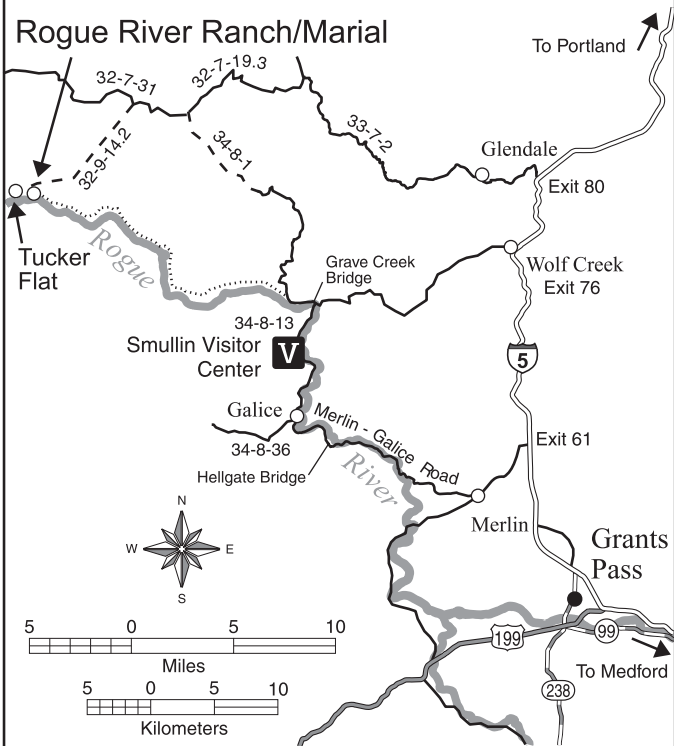 Rogue River Ranch/Marial
To Portland
32-7-31
32-7-19.3
33-7-2
32-9-14.2
34-8-1
Glendale
Exit 80
Tucker
Flat
Rogue
Grave Creek
Bridge
Wolf Creek
Exit 76
34-8-13
Smullin Visitor
Center
V
5
Galice
Merlin - Galice Road
34-8-36
Hellgate Bridge
River
Exit 61
Merlin
Grants
Pass
N
W
E
S
5
0
5
10
Miles
5
0
5
10
Kilometers
199
99
To Medford
238